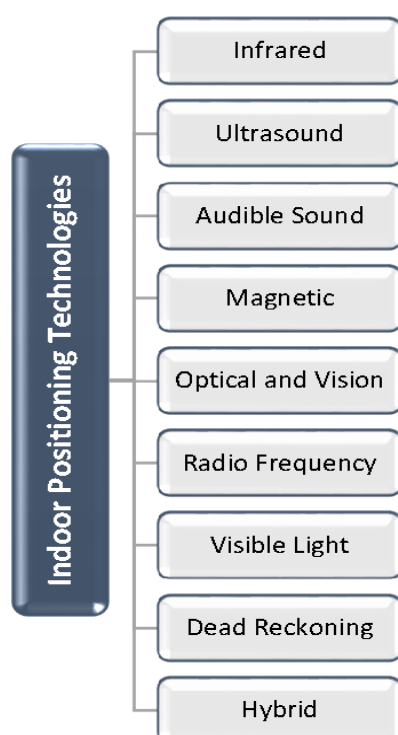 Indoor Positioning Technologies
Infrared
Ultrasound
Audible Sound
Magnetic
Optical and Vision
Radio Frequency
Visible Light
Dead Reckoning
Hybrid